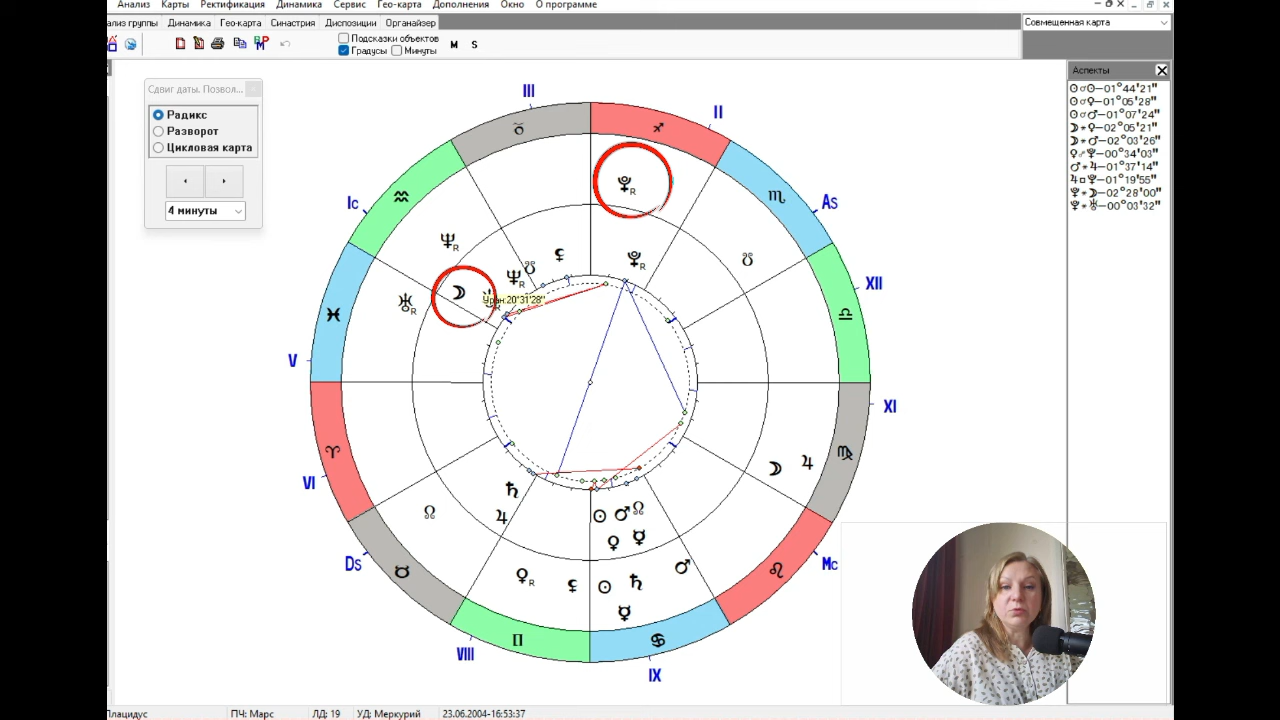 Анализ Карты Ректификация Динамика Сервис Гео-карта Синастрия Диспозиции Дополнения Окно О программе
ализ группы Динамика Гео-карта Синастрия Диспозиции Органайзер
Совмещенная карта
Подсказки объектов
Градусы Минуты
M S
Аспекты
Сдвиг даты. Позвол...
Радикс
Разворот
Цикловая карта
4 минуты
☉☌☉—01°44'21"
☉☌♀—01°05'28"
☉☌♂—01°07'24"
☽✶♀—02°05'21"
☽✶♂—02°03'26"
♀☍♆—00°34'03"
♂✶♃—01°37'14"
♃□♆—01°19'55"
♆✶☽—02°28'00"
♆✶♅—00°03'32"
III
II
Ic
As
XII
V
XI
VI
Ds
Mc
VIII
IX
Уран:20°31'28"
Плацидус
ПЧ: Марс
ЛД: 19
УД: Меркурий
23.06.2004-16:53:37